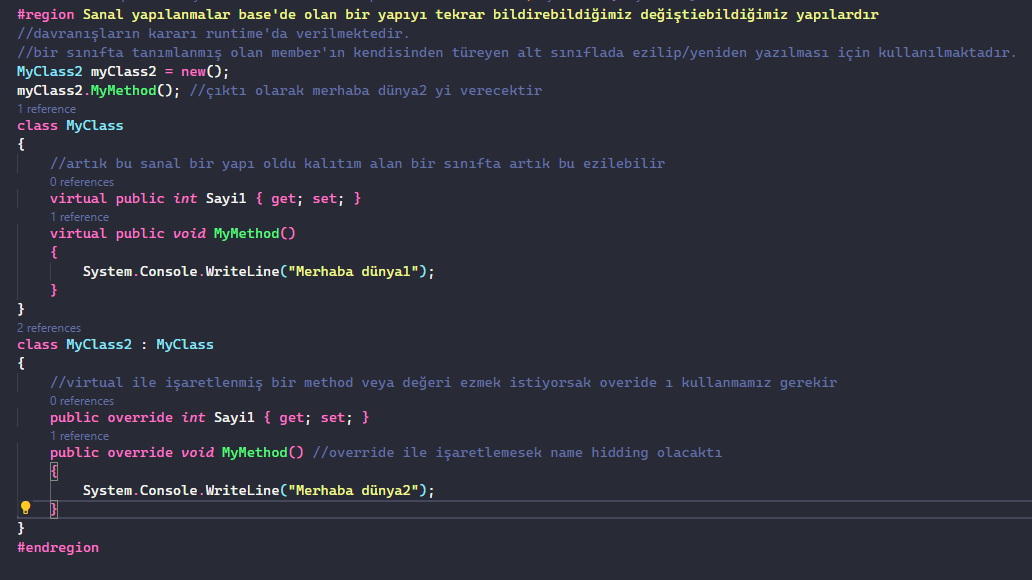 #region Sanal yapılanmalar base'de olan bir yapıyı tekrar bildirebildiğimiz değiştiebildiğimiz yapılardır
//davranışların kararı runtime'da verilmektedir.
//bir sınıfta tanımlanmış olan member'ın kendisinden türeyen alt sınıflada ezilip/yeniden yazılması için kullanılmaktadır.
MyClass2 myClass2 = new();
myClass2.MyMethod(); //çıktı olarak merhaba dünya2 yi verecektir
1 reference
class MyClass
{
//artık bu sanal bir yapı oldu kalıtım alan bir sınıfta artık bu ezilebilir
0 references
virtual public int Sayi1 { get; set; }
1 reference
virtual public void MyMethod()
{
System.Console.WriteLine("Merhaba dünya1");
}
}
2 references
class MyClass2 : MyClass
{
//virtual ile işaretlenmiş bir method veya değeri ezmek istiyorsak overide ı kullanmamız gerekir
0 references
public override int Sayi1 { get; set; }
1 reference
public override void MyMethod() //override ile işaretlemesek name hidding olacaktı
{
System.Console.WriteLine("Merhaba dünya2");
}
}
#endregion